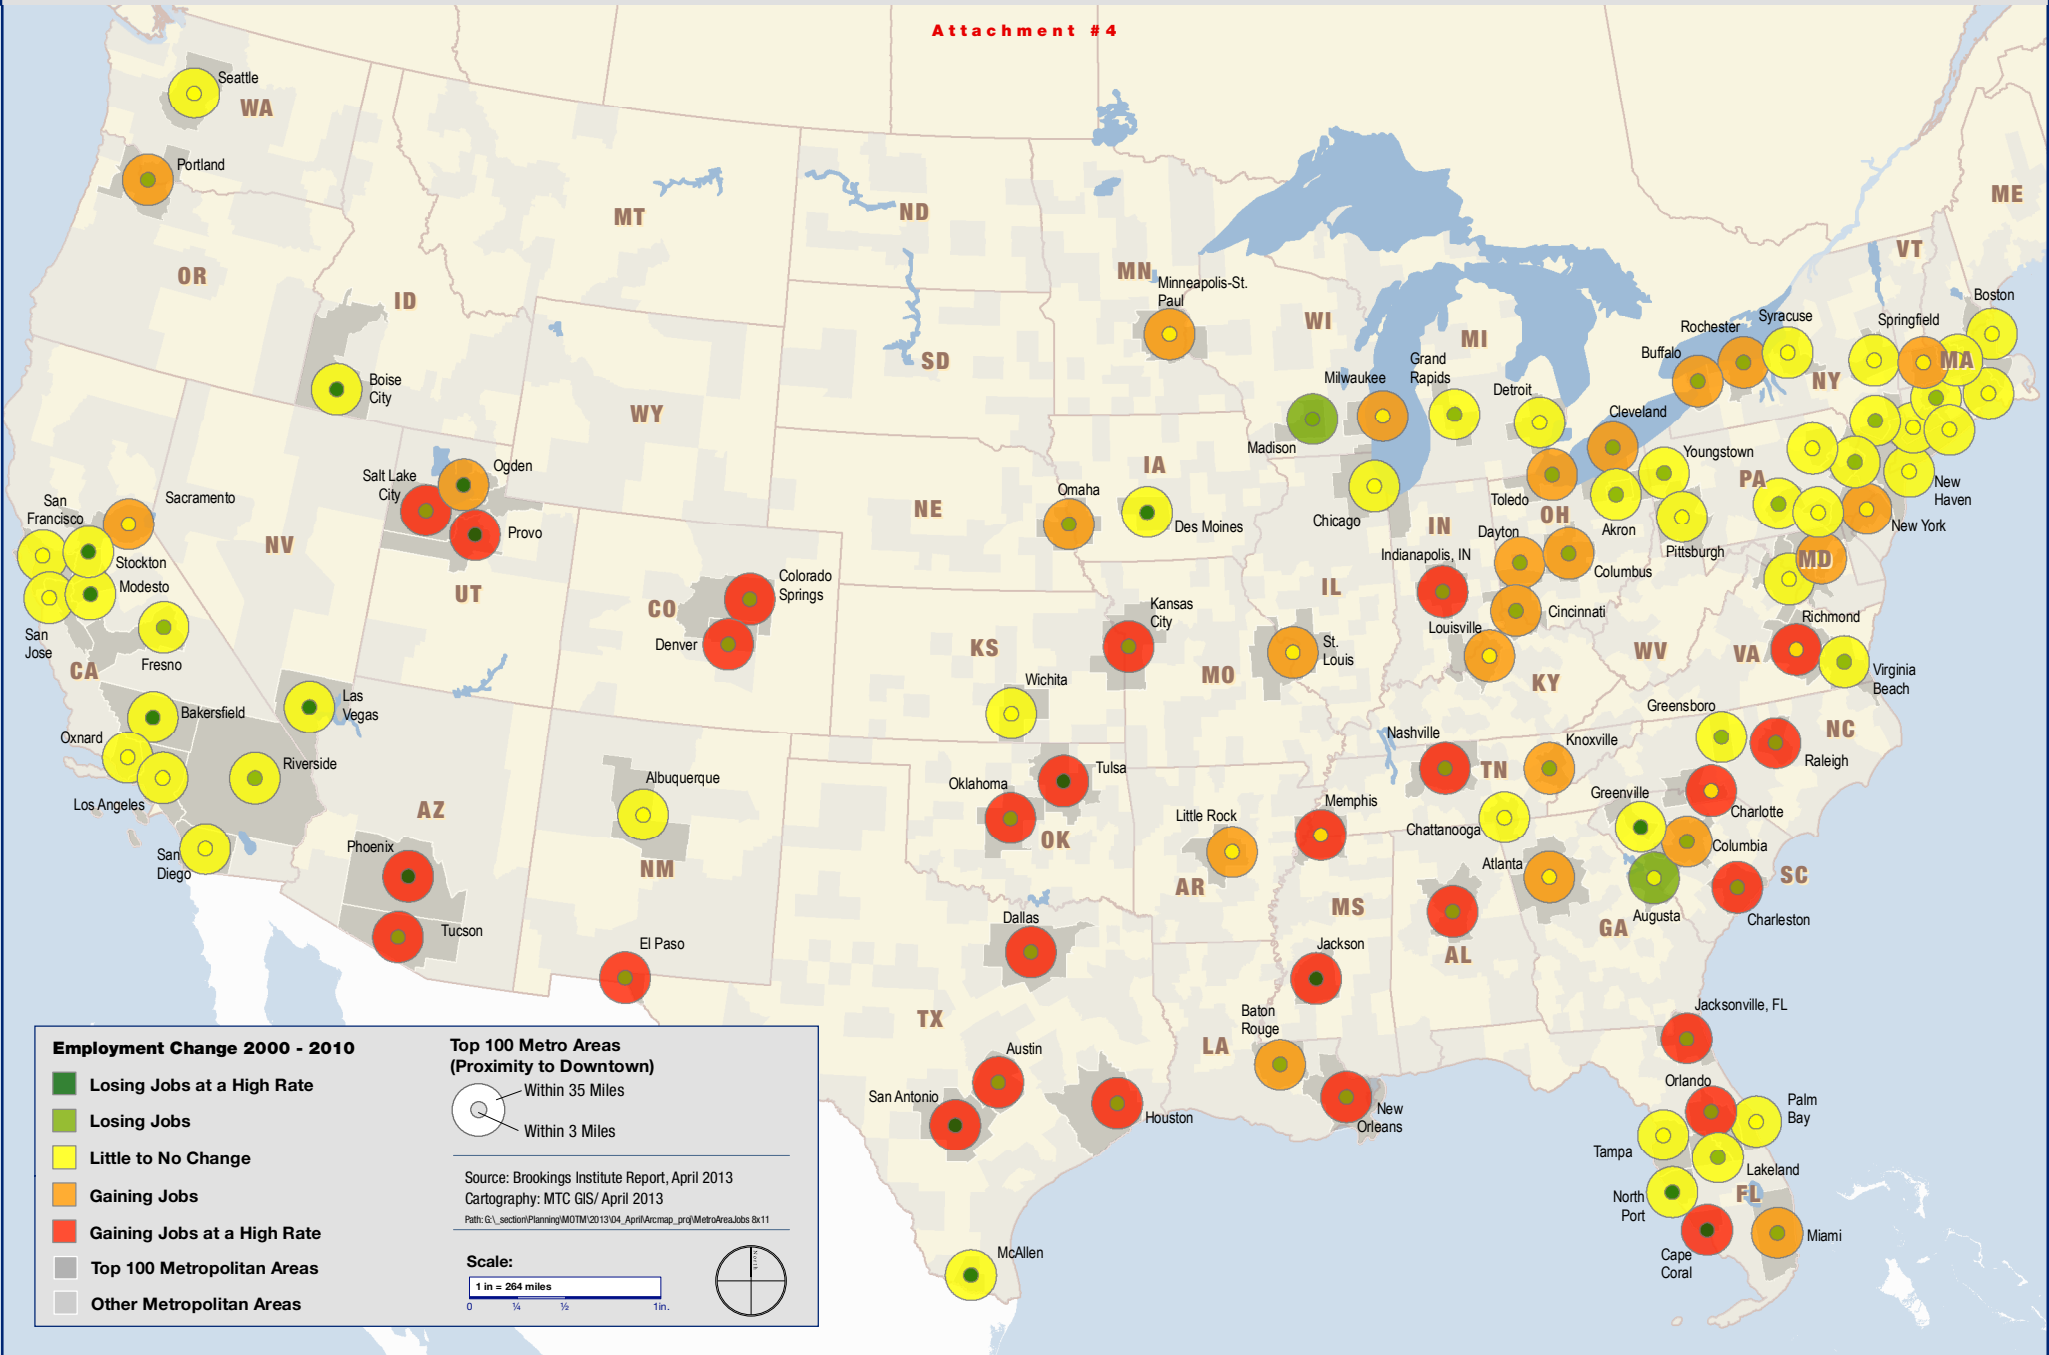 Attachment #4
Seattle
WA
Portland
OR
ID
MT
ND
MN
Minneapolis-St.
Paul
SD
WI
MI
VT
ME
Boston
Springfield
Syracuse
Rochester
Buffalo
NY
MA
Boise
City
WY
Milwaukee
Grand
Rapids
Detroit
Cleveland
Madison
IA
Youngstown
PA
Salt Lake
City
Ogden
Provo
San
Francisco
Sacramento
Stockton
Modesto
NV
UT
NE
Omaha
Des Moines
Chicago
IN
Toledo
OH
Akron
Pittsburgh
New
Haven
New York
MD
Dayton
Indianapolis, IN
Columbus
Cincinnati
San
Jose
Fresno
CA
Colorado
Springs
CO
Denver
KS
Kansas
City
IL
St.
Louis
MO
Louisville
KY
WV
VA
Richmond
Virginia
Beach
Las
Vegas
Bakersfield
Oxnard
Riverside
Los Angeles
San
Diego
Wichita
Greensboro
NC
Raleigh
Nashville
TN
Knoxville
Albuquerque
NM
AZ
Oklahoma
Tulsa
OK
Little Rock
AR
Memphis
Chattanooga
Greenville
Charlotte
Columbia
Atlanta
SC
Phoenix
Tucson
El Paso
Dallas
MS
Jackson
AL
GA
Augusta
Charleston
TX
Baton
Rouge
LA
Jacksonville, FL
Austin
San Antonio
Houston
New
Orleans
Orlando
Palm
Bay
Tampa
Lakeland
FL
North
Port
Cape
Coral
Miami
McAllen
Employment Change 2000 - 2010
Losing Jobs at a High Rate
Losing Jobs
Little to No Change
Gaining Jobs
Gaining Jobs at a High Rate
Top 100 Metropolitan Areas
Other Metropolitan Areas
Top 100 Metro Areas
(Proximity to Downtown)
Within 35 Miles
Within 3 Miles
Source: Brookings Institute Report, April 2013
Cartography: MTC GIS/ April 2013
Path: G:\_section\Planning\MOTM\2013\04_April\Arcmap_proj\MetroAreaJobs 8x11
Scale:
1 in = 264 miles
0 ¼ ½ 1in.
North